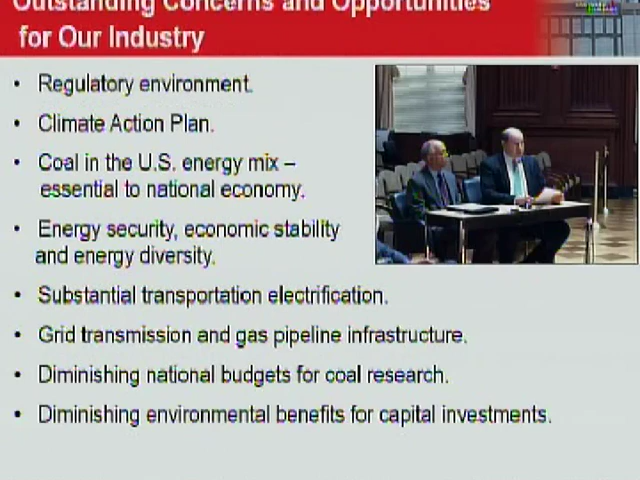 Outstanding Concerns and Opportunities
for Our Industry
• Regulatory environment.
• Climate Action Plan.
• Coal in the U.S. energy mix –
essential to national economy.
• Energy security, economic stability
and energy diversity.
• Substantial transportation electrification.
• Grid transmission and gas pipeline infrastructure.
• Diminishing national budgets for coal research.
• Diminishing environmental benefits for capital investments.